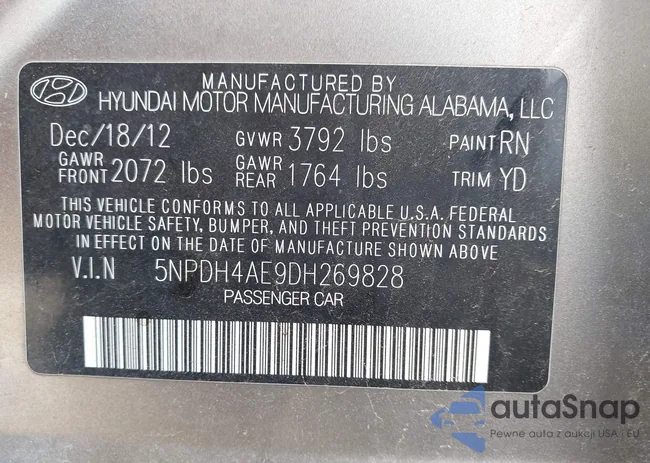 MANUFACTURED BY
HYUNDAI MOTOR MANUFACTURING ALABAMA, LLC
Dec/18/12 GVWR 3792 lbs PAINT RN
GAWR FRONT 2072 lbs GAWR REAR 1764 lbs TRIM YD
THIS VEHICLE CONFORMS TO ALL APPLICABLE U.S.A. FEDERAL
MOTOR VEHICLE SAFETY, BUMPER, AND THEFT PREVENTION STANDARDS
IN EFFECT ON THE DATE OF MANUFACTURE SHOWN ABOVE
V.I.N 5NPDH4AE9DH269828
PASSENGER CAR
autaSnap
Pewne auta z aukcji USA i EU